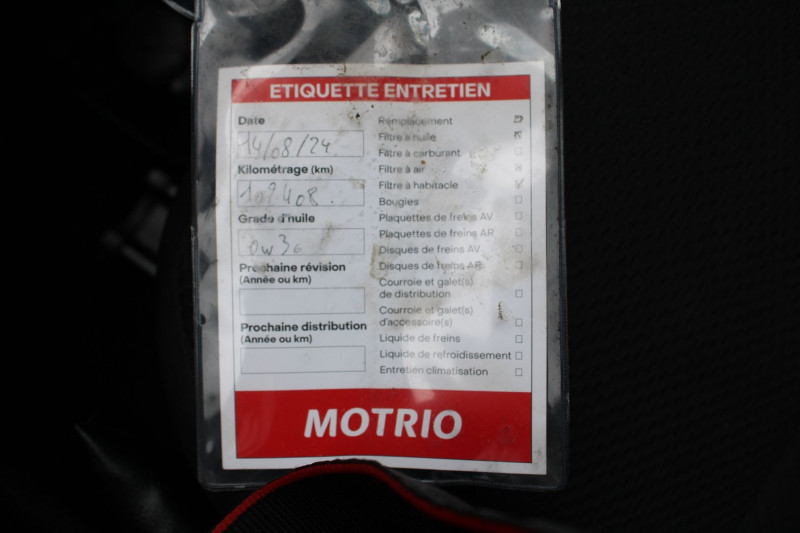 ETIQUETTE ENTRETIEN
Date
14/08/24
Kilométrage (km)
Grade d'huile
0w30
Prochaine révision
(Année ou km)
Prochaine distribution
(Année ou km)
Remplacement
Filtre à huile
Filtre à carburant
Filtre à air
Filtre à habitacle
Bougies
Plaquettes de freins AV
Plaquettes de freins AR
Disques de freins AV
Disques de freins AR
Courroie et galet(s)
de distribution
Courroie et galet(s)
d'accessoire(s)
Liquide de freins
Liquide de refroidissement
Entretien climatisation
MOTRIO